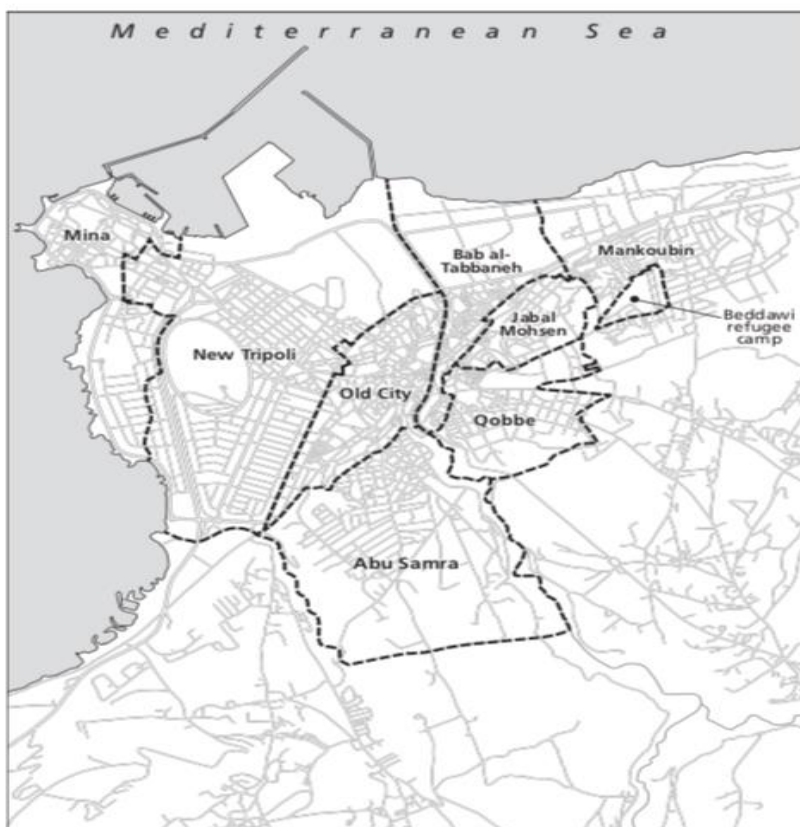 Mediterranean Sea
Mina
Bab al-
Tabbaneh
Mankoubin
Jabal
Mohsen
Beddawi
refugee
camp
New Tripoli
Old City
Qobbe
Abu Samra